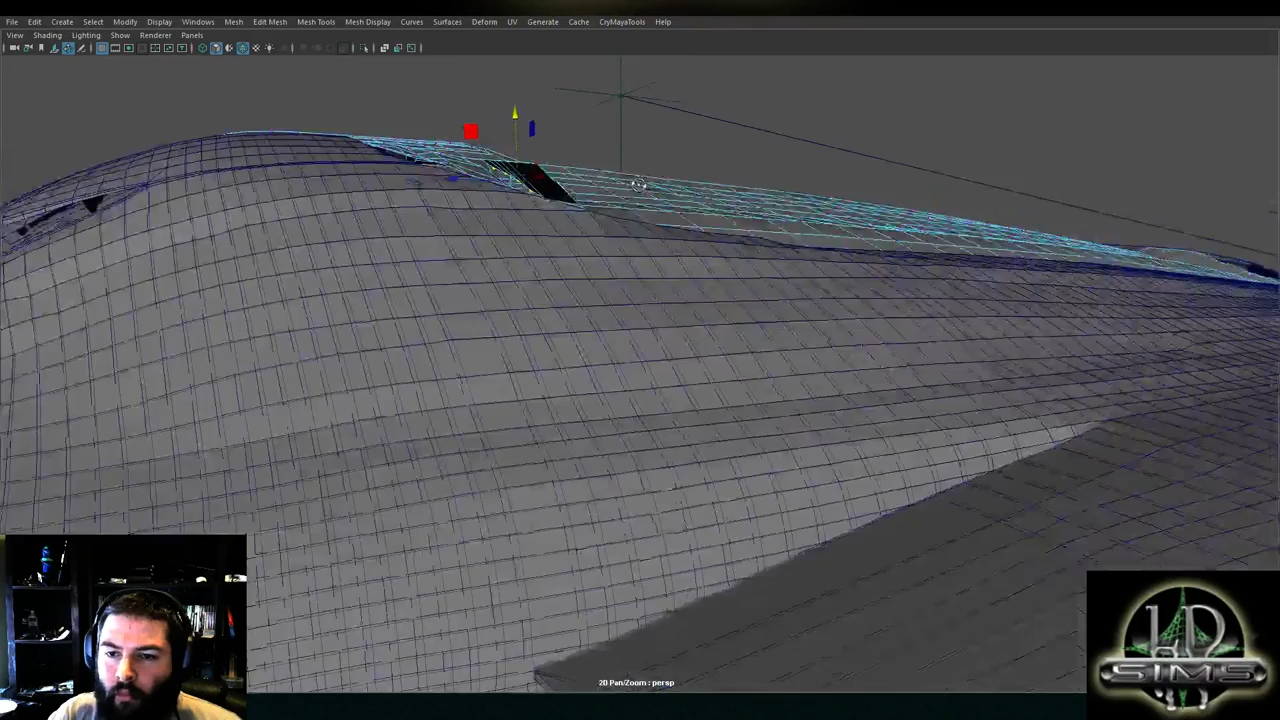 File Edit Create Select Modify Display Windows Mesh Edit Mesh Mesh Tools Mesh Display Curves Surfaces Deform UV Generate Cache CryMayaTools Help
View Shading Lighting Show Renderer Panels
2D Pan/Zoom : persp
SIMS